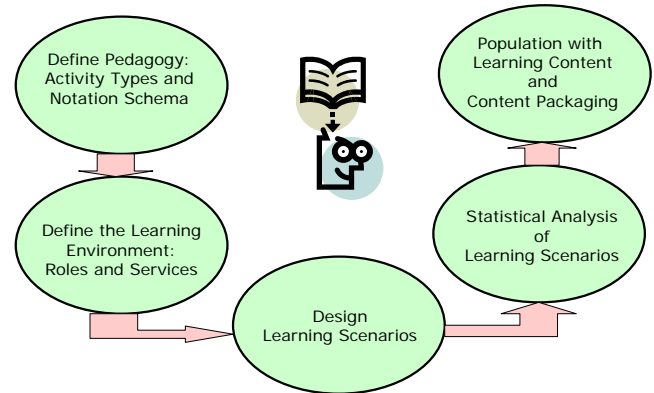 Define Pedagogy:
Activity Types and
Notation Schema
Define the Learning
Environment:
Roles and Services
Design
Learning Scenarios
Statistical Analysis
of
Learning Scenarios
Population with
Learning Content
and
Content Packaging